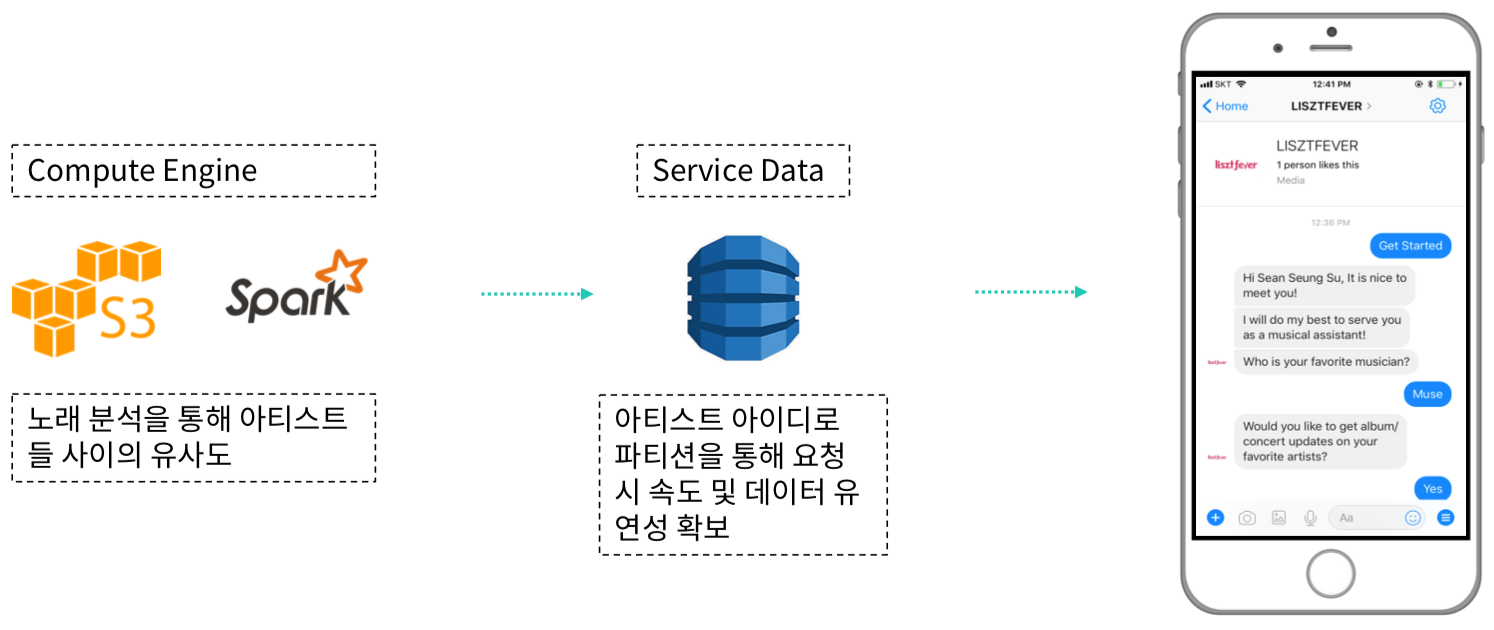 Compute Engine
S3
Spark
노래 분석을 통해 아티스트
들 사이의 유사도
Service Data
아티스트 아이디로
파티션을 통해 요청
시 속도 및 데이터 유
연성 확보
SKT
12:41 PM
Home
LISZTFEVER >
lisztfever
LISZTFEVER
1 person likes this
Media
12:36 PM
Get Started
Hi Sean Seung Su, It is nice to
meet you!
I will do my best to serve you
as a musical assistant!
lisztfever
Who is your favorite musician?
Muse
Would you like to get album/
concert updates on your
favorite artists?
lisztfever
Yes
Aa